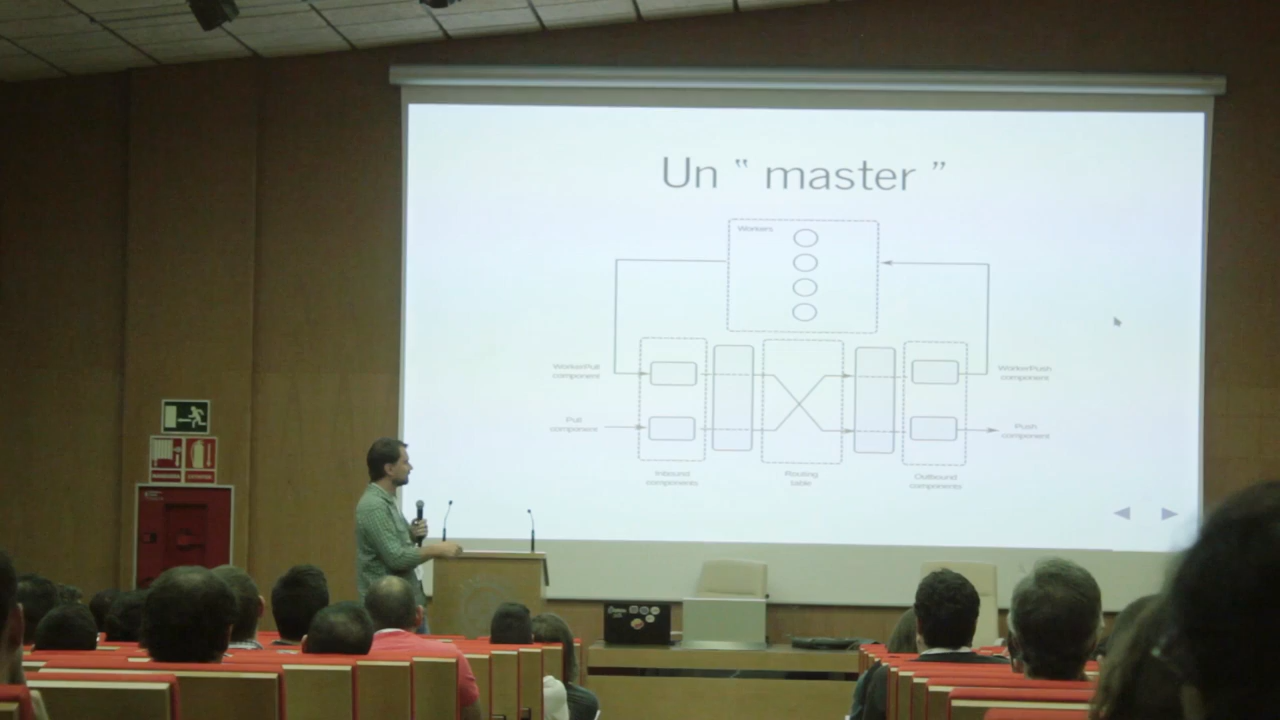 Un “ master ”
Workers
Worker/Pull
component
Worker/Push
component
Pull
component
Push
component
Inbound
components
Routing
table
Outbound
components